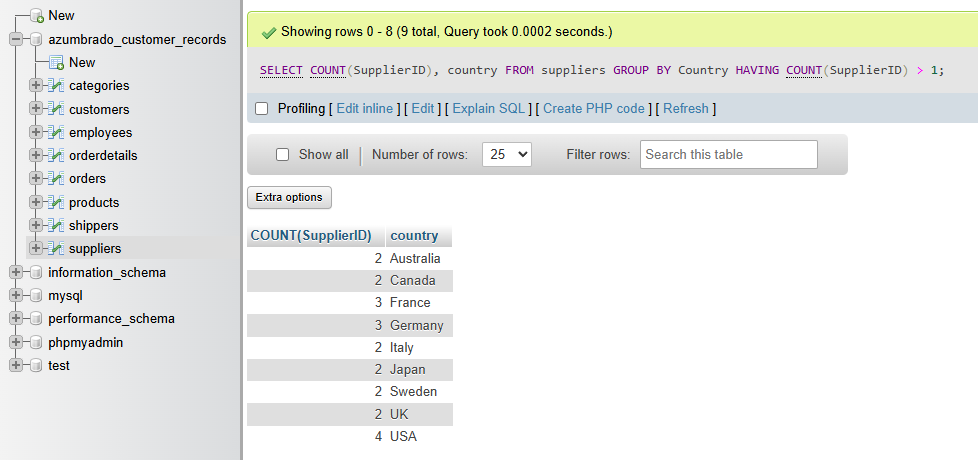 New
azumbrado_customer_records
New
categories
customers
employees
orderdetails
orders
products
shippers
suppliers
information_schema
mysql
performance_schema
phpmyadmin
test
Showing rows 0 - 8 (9 total, Query took 0.0002 seconds.)
SELECT COUNT(SupplierID), country FROM suppliers GROUP BY Country HAVING COUNT(SupplierID) > 1;
Profiling [ Edit inline ] [ Edit ] [ Explain SQL ] [ Create PHP code ] [ Refresh ]
Show all Number of rows: 25 Filter rows: Search this table
Extra options
COUNT(SupplierID) country
2 Australia
2 Canada
3 France
3 Germany
2 Italy
2 Japan
2 Sweden
2 UK
4 USA